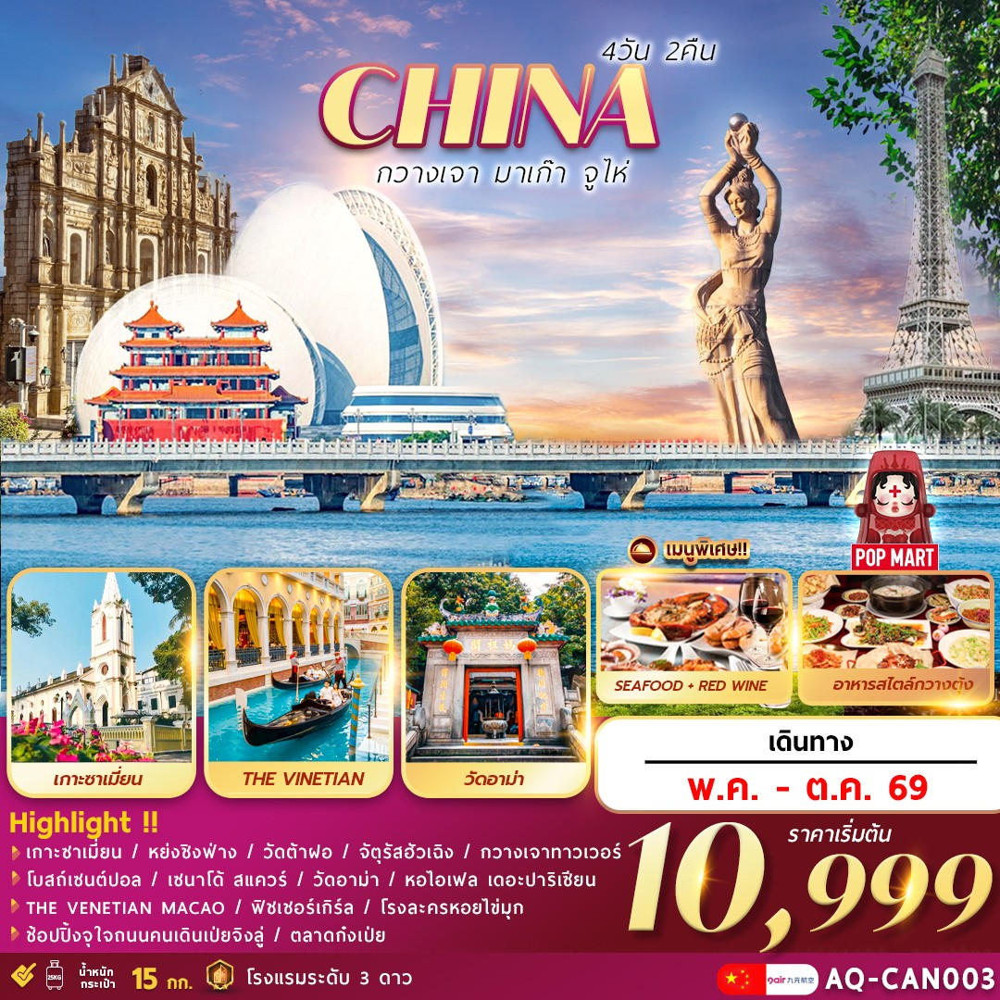 4วัน 2คืน
CHINA
กวางเจา มาเก๊า จูไห่
เมนูพิเศษ!!
POP MART
SEAFOOD + RED WINE
อาหารสไตล์กวางตุ้ง
เกาะซาเมี่ยน
THE VINETIAN
วัดอาม่า
เดินทาง
พ.ค. - ต.ค. 69
Highlight !!
เกาะซาเมี่ยน / หย่งชิงฟ่าง / วัดต้าฝอ / จัตุรัสฮัวเฉิง / กวางเจาทาวเวอร์
โบสถ์เซนต์ปอล / เซนาโด้ สแควร์ / วัดอาม่า / หอไอเฟล เดอะปาริเซียน
THE VENETIAN MACAO / ฟิชเชอร์เกิร์ล / โรงละครหอยไข่มุก
ช้อปปิ้งจุใจถนนคนเดินเป่ยจิงลู่ / ตลาดกงเป่ย
ราคาเริ่มต้น
10,999
25KG
น้ำหนัก
กระเป๋า
15 กก.
โรงแรมระดับ 3 ดาว
9air 九元航空
AQ-CAN003